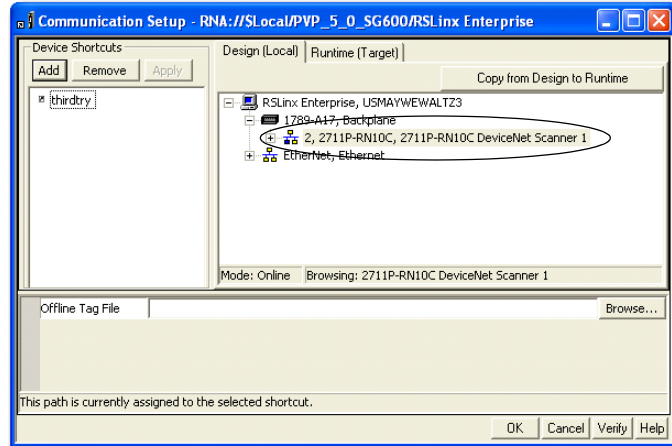 Communication Setup - RNA://$Local/PVP_5_0_SG600/RSLinx Enterprise
Device Shortcuts
Add Remove Apply
thirdtry
Design (Local) Runtime (Target)
Copy from Design to Runtime
RSLinx Enterprise, USMAYWEWALTZ3
1789-A17, Backplane
2, 2711P-RN10C, 2711P-RN10C DeviceNet Scanner 1
EtherNet, Ethernet
Mode: Online Browsing: 2711P-RN10C DeviceNet Scanner 1
Offline Tag File Browse...
This path is currently assigned to the selected shortcut.
OK Cancel Verify Help